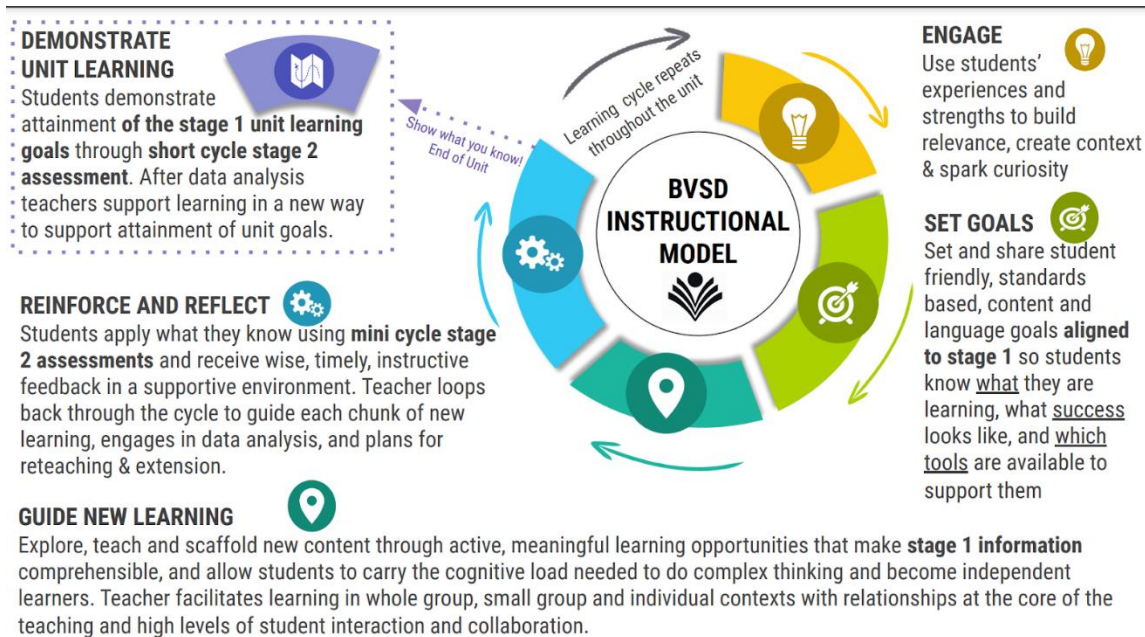 DEMONSTRATE
UNIT LEARNING
Students demonstrate
attainment of the stage 1 unit learning
goals through short cycle stage 2
assessment. After data analysis
teachers support learning in a new way
to support attainment of unit goals.
Show what you know!
End of Unit
Learning cycle repeats
throughout the unit
BVSD
INSTRUCTIONAL
MODEL
ENGAGE
Use students’
experiences and
strengths to build
relevance, create context
& spark curiosity
SET GOALS
Set and share student
friendly, standards
based, content and
language goals aligned
to stage 1 so students
know what they are
learning, what success
looks like, and which
tools are available to
support them
REINFORCE AND REFLECT
Students apply what they know using mini cycle stage
2 assessments and receive wise, timely, instructive
feedback in a supportive environment. Teacher loops
back through the cycle to guide each chunk of new
learning, engages in data analysis, and plans for
reteaching & extension.
GUIDE NEW LEARNING
Explore, teach and scaffold new content through active, meaningful learning opportunities that make stage 1 information
comprehensible, and allow students to carry the cognitive load needed to do complex thinking and become independent
learners. Teacher facilitates learning in whole group, small group and individual contexts with relationships at the core of the
teaching and high levels of student interaction and collaboration.